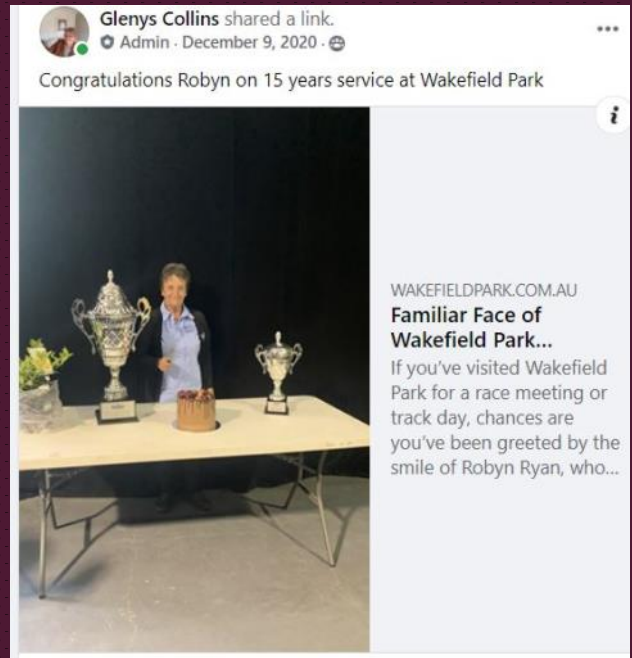 Glenys Collins shared a link.
Admin · December 9, 2020 ·
Congratulations Robyn on 15 years service at Wakefield Park
WAKEFIELDPARK.COM.AU
Familiar Face of
Wakefield Park...
If you've visited Wakefield
Park for a race meeting or
track day, chances are
you've been greeted by the
smile of Robyn Ryan, who...